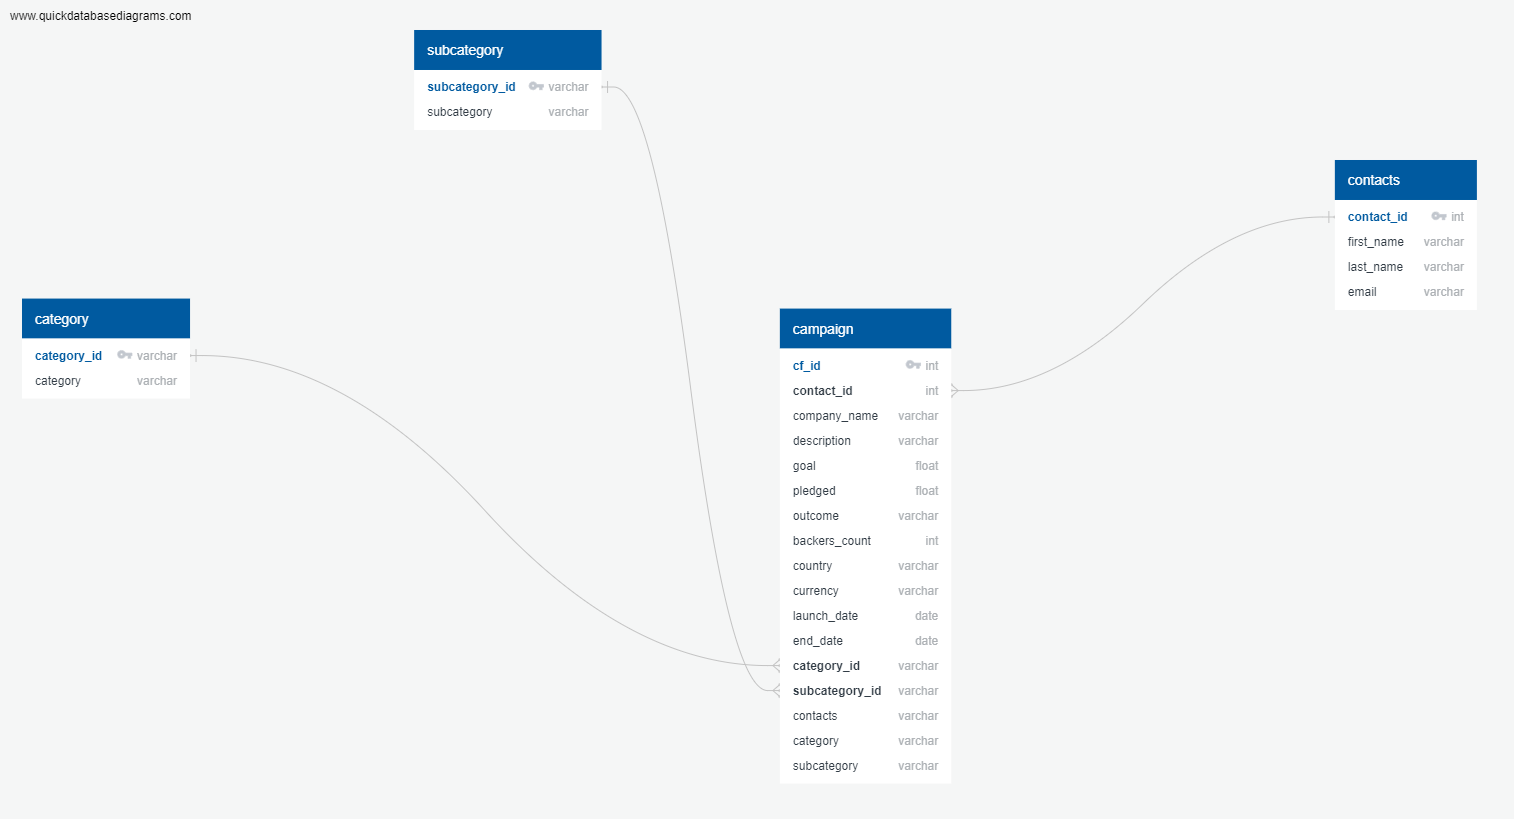 www.quickdatabasediagrams.com
subcategory
subcategory_id varchar
subcategory varchar
contacts
contact_id int
first_name varchar
last_name varchar
email varchar
category
category_id varchar
category varchar
campaign
cf_id int
contact_id int
company_name varchar
description varchar
goal float
pledged float
outcome varchar
backers_count int
country varchar
currency varchar
launch_date date
end_date date
category_id varchar
subcategory_id varchar
contacts varchar
category varchar
subcategory varchar